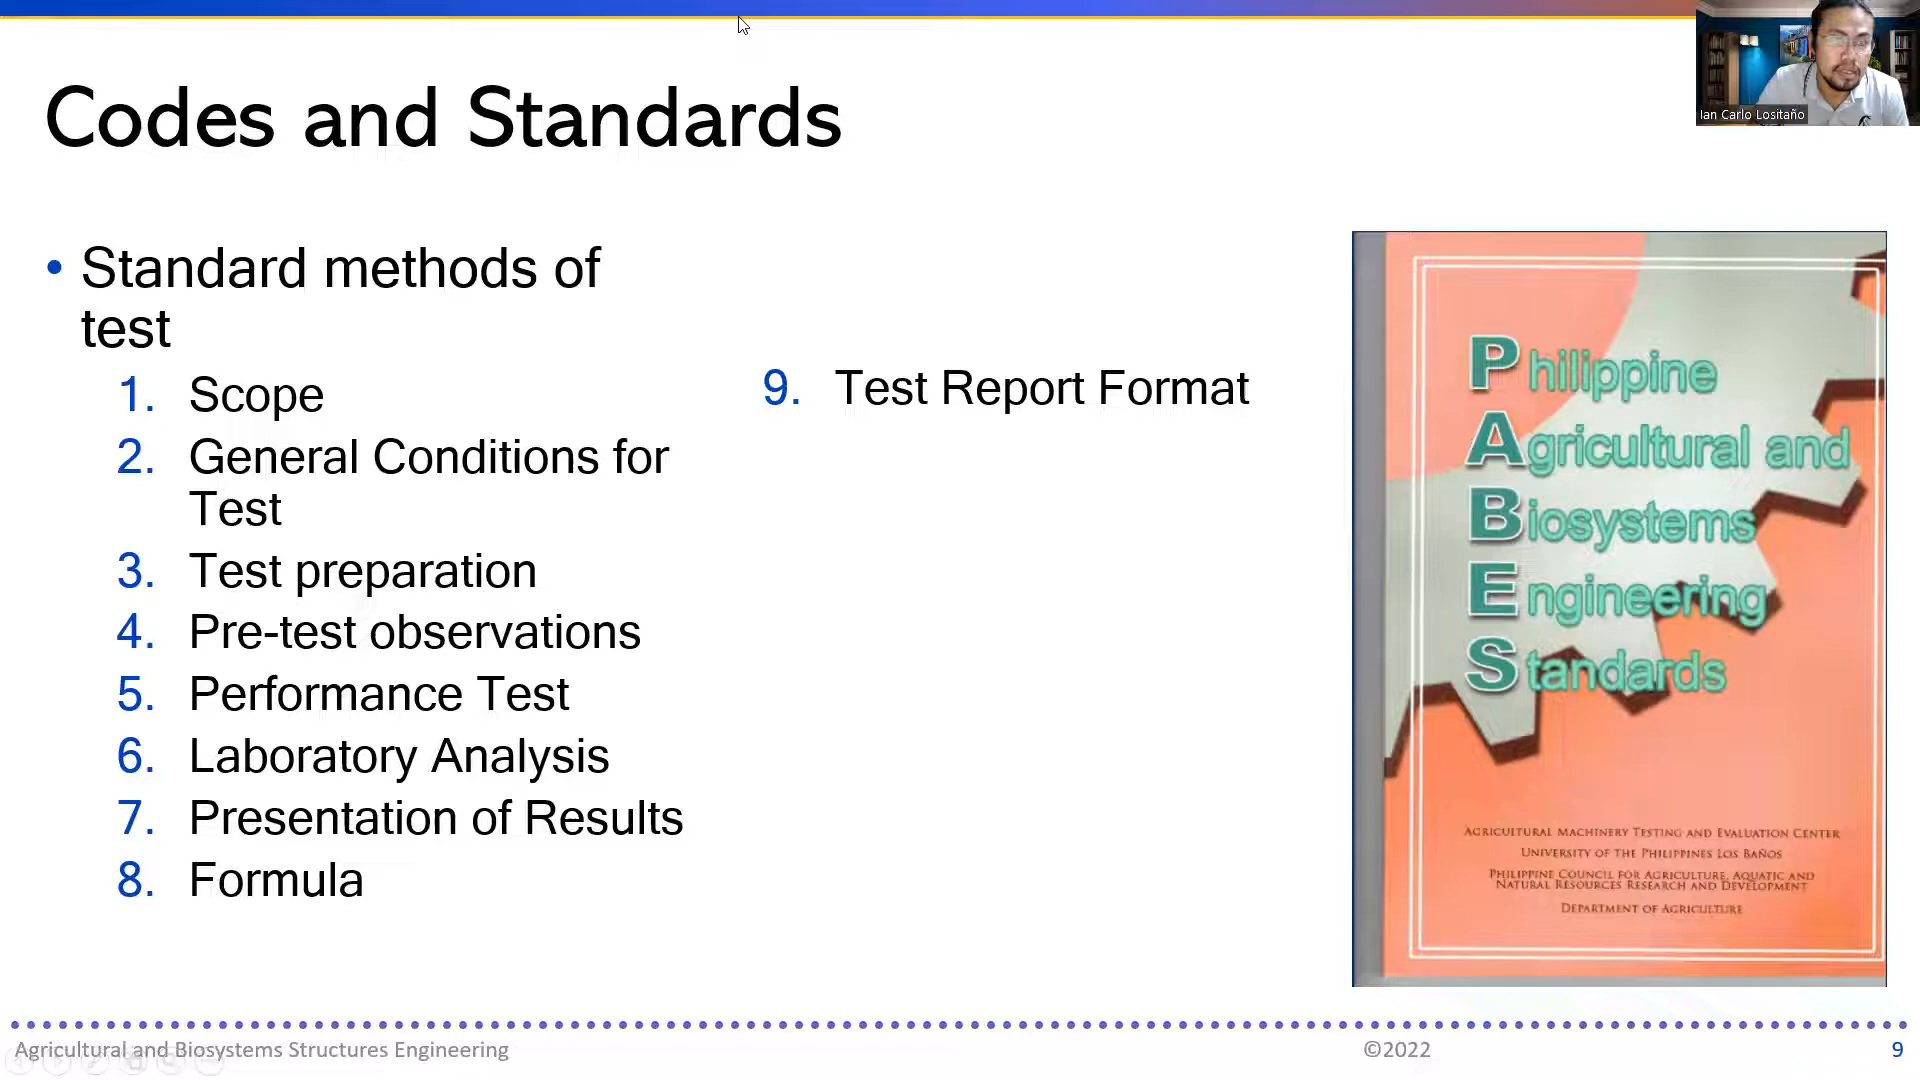 Codes and Standards
Ian Carlo Lositaño
• Standard methods of
test
1. Scope
2. General Conditions for
Test
3. Test preparation
4. Pre-test observations
5. Performance Test
6. Laboratory Analysis
7. Presentation of Results
8. Formula
9. Test Report Format
Philippine
Agricultural and
Biosystems
Engineering
Standards
AGRICULTURAL MACHINERY TESTING AND EVALUATION CENTER
UNIVERSITY OF THE PHILIPPINES LOS BAÑOS
PHILIPPINE COUNCIL FOR AGRICULTURE, AQUATIC AND
NATURAL RESOURCES RESEARCH AND DEVELOPMENT
DEPARTMENT OF AGRICULTURE
Agricultural and Biosystems Structures Engineering
©2022
9